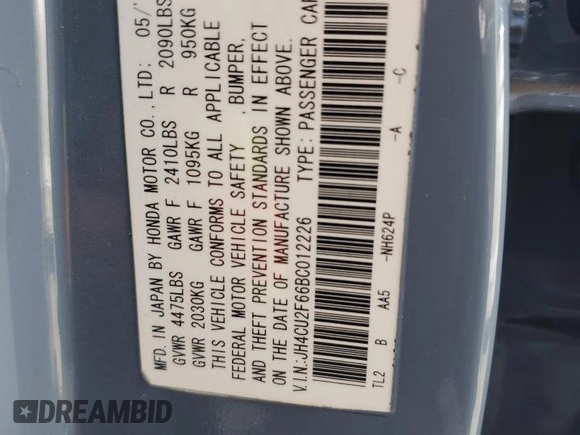 MFD. IN JAPAN BY HONDA MOTOR CO., LTD: 05/
GVWR 4475LBS GAWR F 2410LBS R 2090LBS
GVWR 2030KG GAWR F 1095KG R 950KG
THIS VEHICLE CONFORMS TO ALL APPLICABLE
FEDERAL MOTOR VEHICLE SAFETY , BUMPER,
AND THEFT PREVENTION STANDARDS IN EFFECT
ON THE DATE OF MANUFACTURE SHOWN ABOVE.
V.I.N:JH4CU2F66BC012226 TYPE: PASSENGER CAR
TL2 B AA5 -NH624P -A -C
DREAMBID